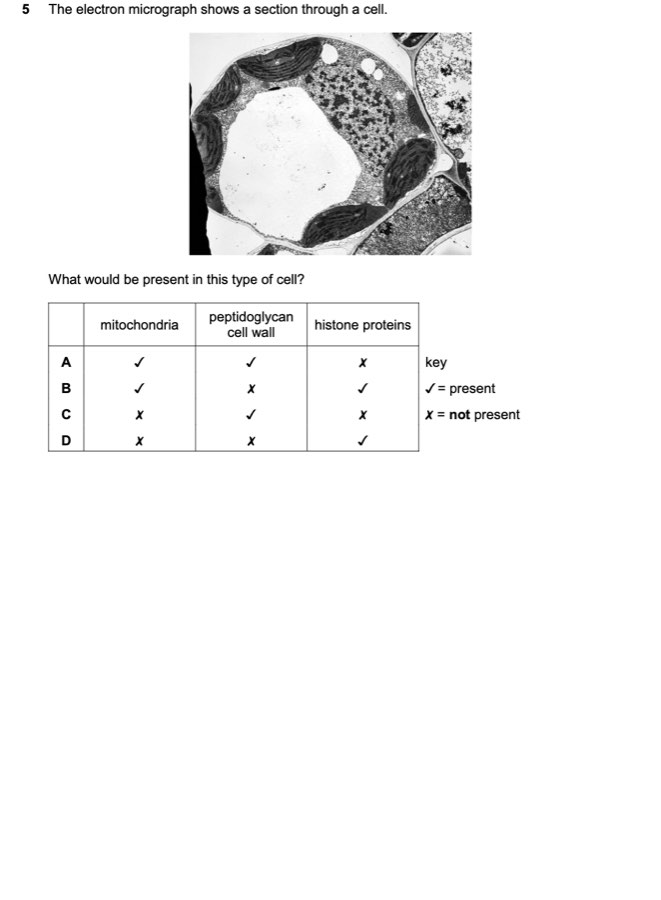 5 The electron micrograph shows a section through a cell.
What would be present in this type of cell?
mitochondria peptidoglycan cell wall histone proteins
A ✓ ✓ ✗ key
B ✓ ✗ ✓ ✓ = present
C ✗ ✓ ✗ ✗ = not present
D ✗ ✗ ✓